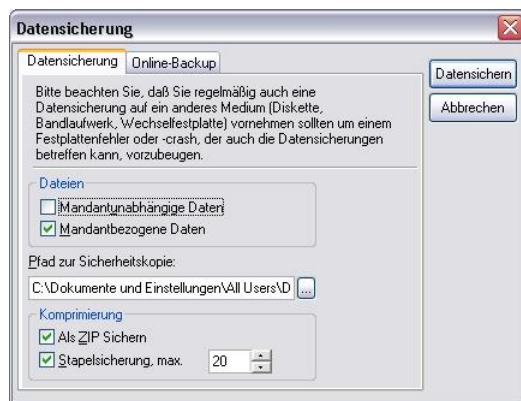 Datensicherung
Datensicherung
Online-Backup
Bitte beachten Sie, daß Sie regelmäßig auch eine
Datensicherung auf ein anderes Medium (Diskette,
Bandlaufwerk, Wechselfestplatte) vornehmen sollten um einem
Festplattenfehler oder -crash, der auch die Datensicherungen
betreffen kann, vorzubeugen.
Dateien
Mandantunabhängige Daten
Mandantbezogene Daten
Pfad zur Sicherheitskopie:
C:\Dokumente und Einstellungen\All Users\D
...
Komprimierung
Als ZIP Sichern
Stapelsicherung, max.
20
Datensichern
Abbrechen